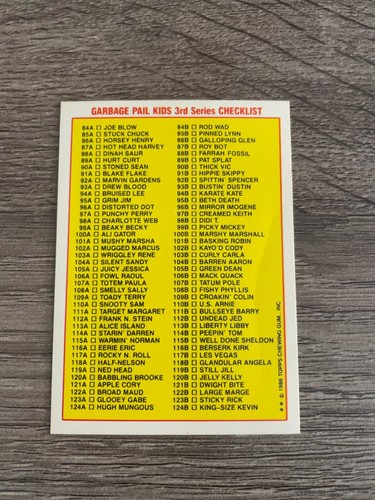 GARBAGE PAIL KIDS 3rd Series CHECKLIST
84A □ JOE BLOW
85A □ STUCK CHUCK
86A □ HORSEY HENRY
87A □ HOT HEAD HARVEY
88A □ DINAH SAUR
89A □ HURT CURT
90A □ STONED SEAN
91A □ BLAKE FLAKE
92A □ MARVIN GARDENS
93A □ DREW BLOOD
94A □ BRUISED LEE
95A □ GRIM JIM
96A □ DISTORTED DOT
97A □ PUNCHY PERRY
98A □ CHARLOTTE WEB
99A □ BEAKY BECKY
100A □ ALI GATOR
101A □ MUSHY MARSHA
102A □ MUGGED MARCUS
103A □ WRIGGLEY RENE
104A □ SILENT SANDY
105A □ JUICY JESSICA
106A □ FOWL RAOUL
107A □ TOTEM PAULA
108A □ SMELLY SALLY
109A □ TOADY TERRY
110A □ SNOOTY SAM
111A □ TARGET MARGARET
112A □ FRANK N. STEIN
113A □ ALICE ISLAND
114A □ STARIN' DARREN
115A □ WARMIN' NORMAN
116A □ EERIE ERIC
117A □ ROCKY N. ROLL
118A □ HALF-NELSON
119A □ NED HEAD
120A □ BABBLING BROOKE
121A □ APPLE CORY
122A □ BROAD MAUD
123A □ GLOOEY GABE
124A □ HUGH MUNGOUS
84B □ ROD WAD
85B □ PINNED LYNN
86B □ GALLOPING GLEN
87B □ ROY BOT
88B □ FARRAH FOSSIL
89B □ PAT SPLAT
90B □ THICK VIC
91B □ HIPPIE SKIPPY
92B □ SPITTIN' SPENCER
93B □ BUSTIN' DUSTIN
94B □ KARATE KATE
95B □ BETH DEATH
96B □ MIRROR IMOGENE
97B □ CREAMED KEITH
98B □ DIDI T.
99B □ PICKY MICKEY
100B □ MARSHY MARSHALL
101B □ BASKING ROBIN
102B □ KAYO'D CODY
103B □ CURLY CARLA
104B □ BARREN AARON
105B □ GREEN DEAN
106B □ MACK QUACK
107B □ TATUM POLE
108B □ FISHY PHYLLIS
109B □ CROAKIN' COLIN
110B □ U.S. ARNIE
111B □ BULLSEYE BARRY
112B □ UNDEAD JED
113B □ LIBERTY LIBBY
114B □ PEEPIN' TOM
115B □ WELL DONE SHELDON
116B □ BERSERK KIRK
117B □ LES VEGAS
118B □ GLANDULAR ANGELA
119B □ STILL JILL
120B □ JELLY KELLY
121B □ DWIGHT BITE
122B □ LARGE MARGE
123B □ STICKY RICK
124B □ KING-SIZE KEVIN
** © 1986 TOPPS CHEWING GUM INC.